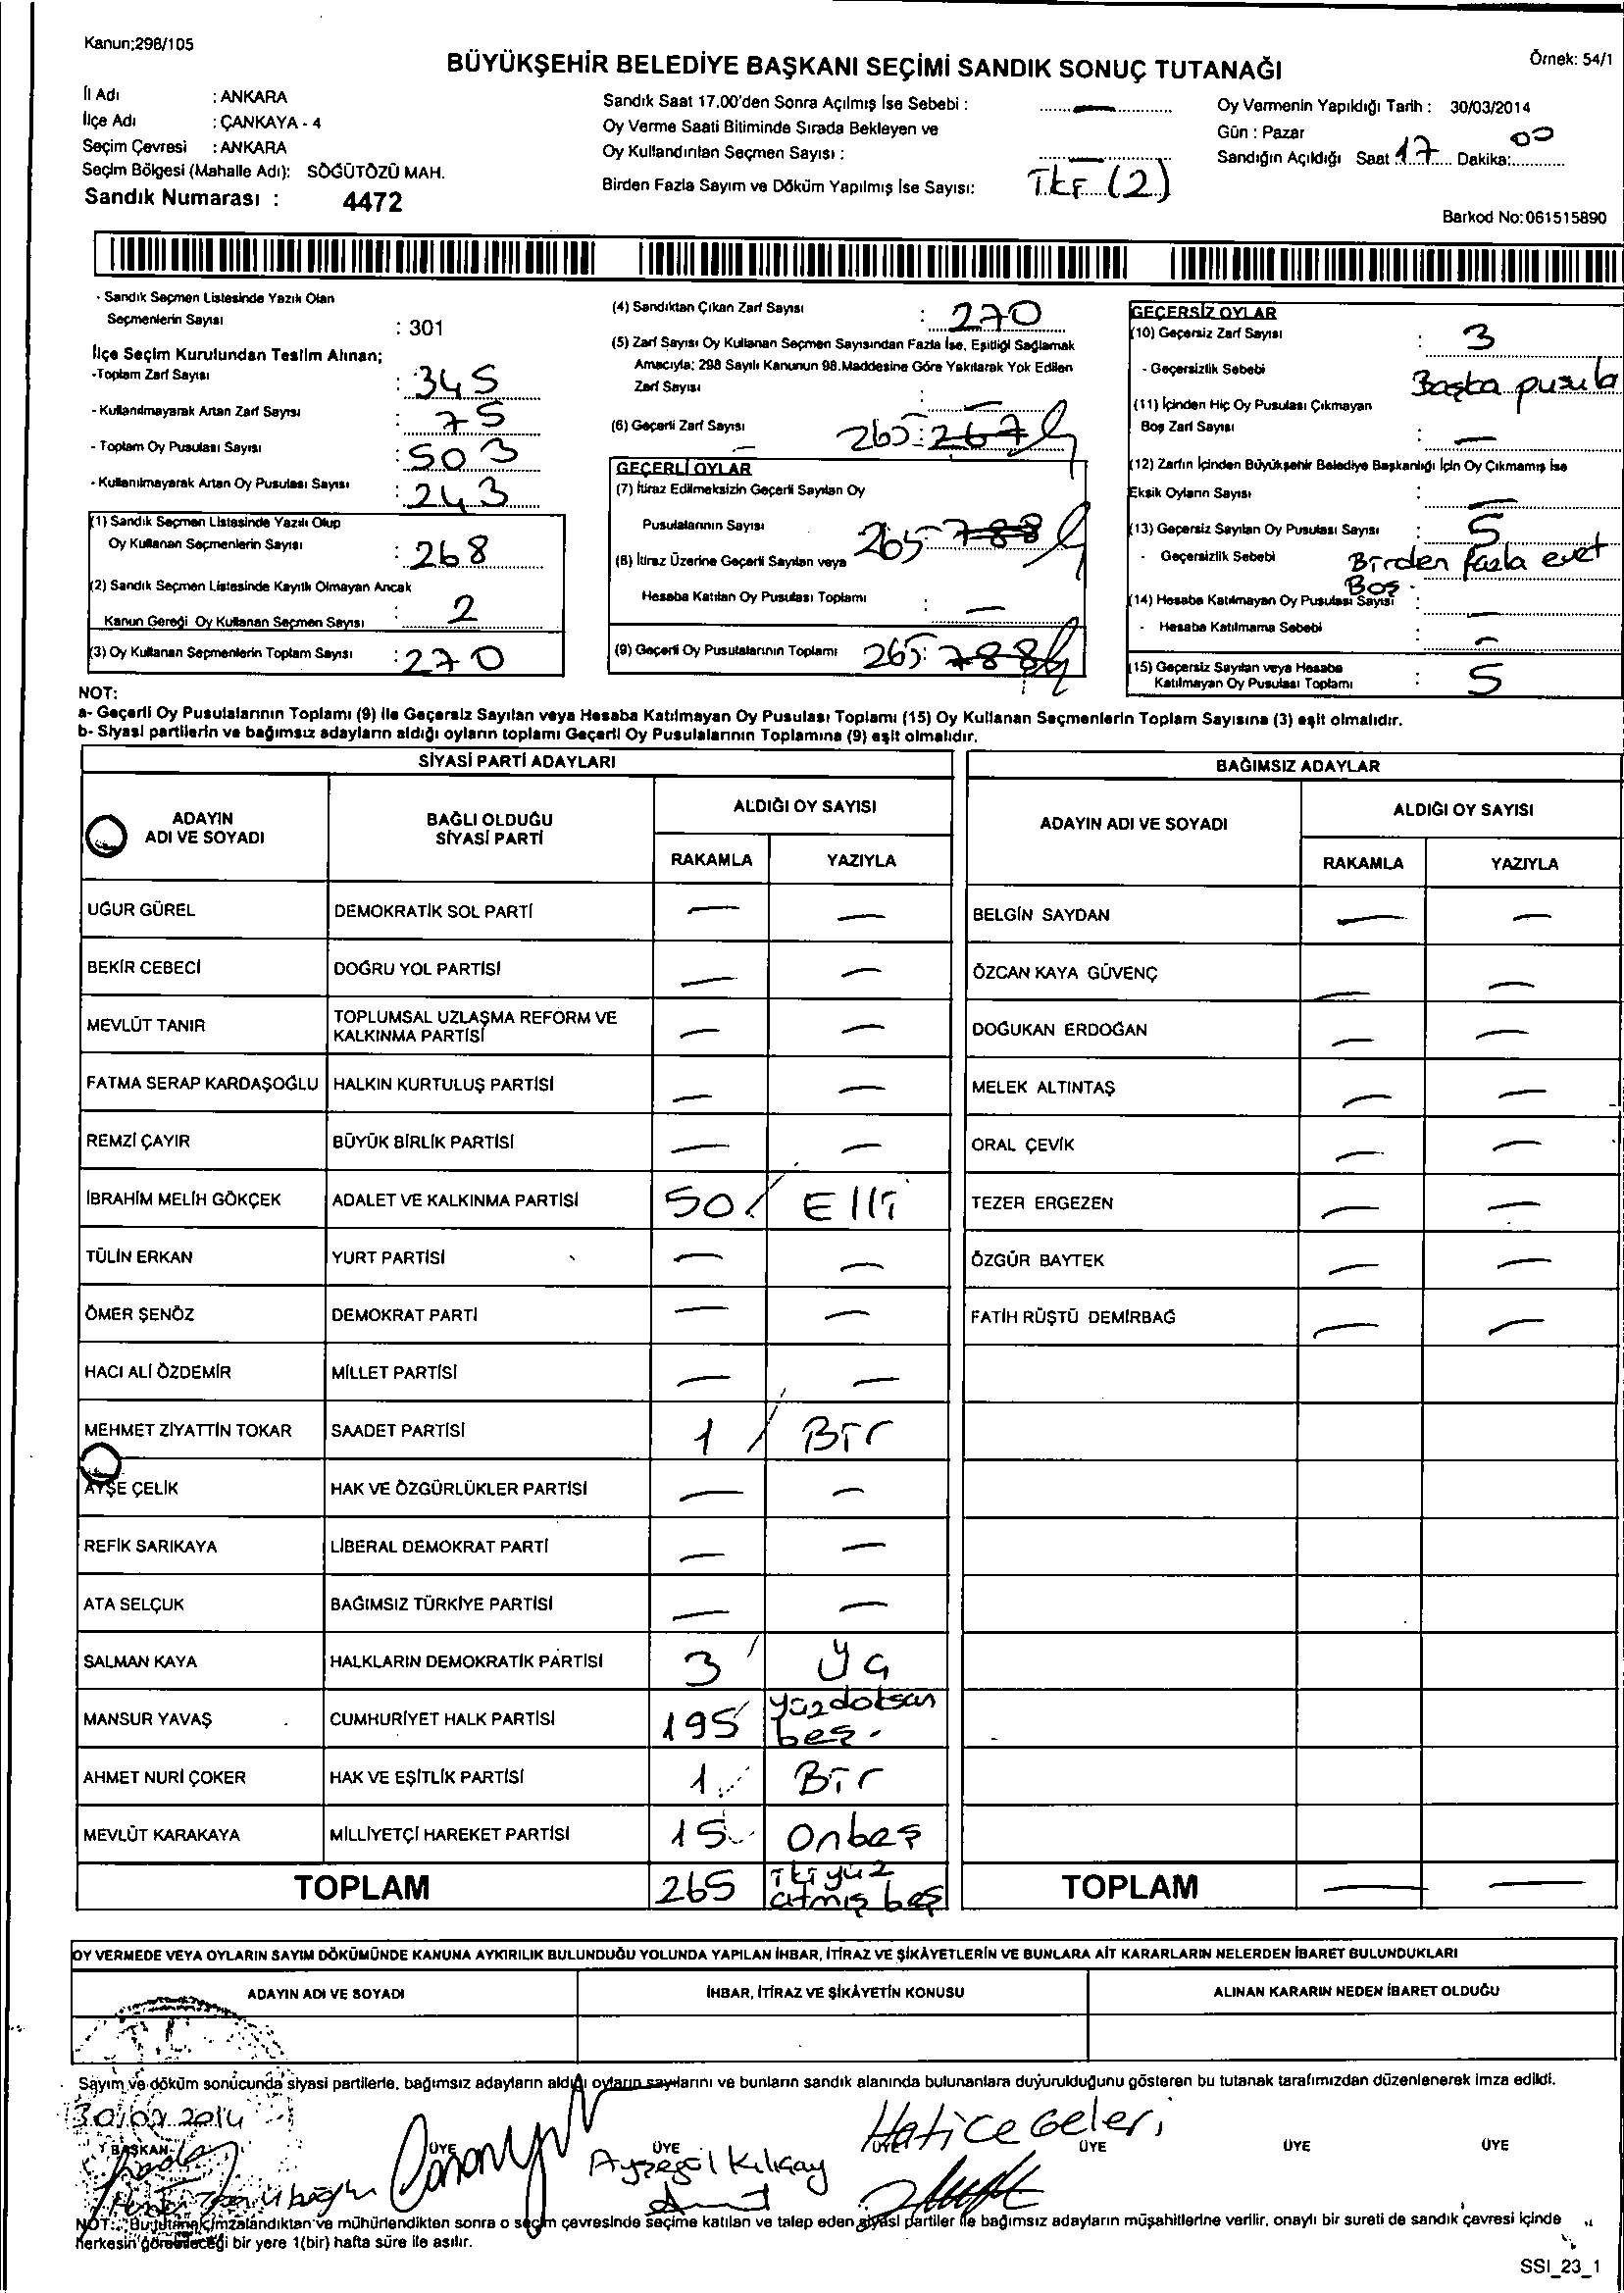 Kanun;298/105
BÜYÜKŞEHİR BELEDİYE BAŞKANI SEÇİMİ SANDIK SONUÇ TUTANAĞI
Örnek: 54/1
İl Adı : ANKARA
İlçe Adı : ÇANKAYA - 4
Seçim Çevresi : ANKARA
Seçim Bölgesi (Mahalle Adı): SÖĞÜTÖZÜ MAH.
Sandık Numarası : 4472
Sandık Saat 17.00'den Sonra Açılmış İse Sebebi : —
Oy Verme Saati Bitiminde Sırada Bekleyen ve
Oy Kullandırılan Seçmen Sayısı : —
Birden Fazla Sayım ve Döküm Yapılmış İse Sayısı: (2)
Oy Vermenin Yapıldığı Tarih : 30/03/2014
Gün : Pazar
Sandığın Açıldığı Saat 17 Dakika: 00
Barkod No:061515890
- Sandık Seçmen Listesinde Yazılı Olan
Seçmenlerin Sayısı : 301
İlçe Seçim Kurulundan Teslim Alınan;
-Toplam Zarf Sayısı : 345
- Kullanılmayarak Artan Zarf Sayısı : 75
- Toplam Oy Pusulası Sayısı : 503
- Kullanılmayarak Artan Oy Pusulası Sayısı : 243
(1) Sandık Seçmen Listesinde Yazılı Olup
Oy Kullanan Seçmenlerin Sayısı : 268
(2) Sandık Seçmen Listesinde Kayıtlı Olmayan Ancak
Kanun Gereği Oy Kullanan Seçmen Sayısı : 2
(3) Oy Kullanan Seçmenlerin Toplam Sayısı : 270
(4) Sandıktan Çıkan Zarf Sayısı : 270
(5) Zarf Sayısı Oy Kullanan Seçmen Sayısından Fazla İse, Eşitliği Sağlamak
Amacıyla; 298 Sayılı Kanunun 98.Maddesine Göre Yakılarak Yok Edilen
Zarf Sayısı : —
(6) Geçerli Zarf Sayısı 265 : 267
GEÇERLİ OYLAR
(7) İtiraz Edilmeksizin Geçerli Sayılan Oy
Pusulalarının Sayısı 265 788
(8) İtiraz Üzerine Geçerli Sayılan veya
Hesaba Katılan Oy Pusulası Toplamı : —
(9) Geçerli Oy Pusulalarının Toplamı 265 : 788
GEÇERSİZ OYLAR
(10) Geçersiz Zarf Sayısı : 3
- Geçersizlik Sebebi Başka pusula
(11) İçinden Hiç Oy Pusulası Çıkmayan
Boş Zarf Sayısı : —
(12) Zarfın İçinden Büyükşehir Belediye Başkanlığı İçin Oy Çıkmamış İse
Eksik Oyların Sayısı : —
(13) Geçersiz Sayılan Oy Pusulası Sayısı : 5
- Geçersizlik Sebebi Birden fazla evet
Boş.
(14) Hesaba Katılmayan Oy Pusulası Sayısı : —
- Hesaba Katılmama Sebebi : —
(15) Geçersiz Sayılan veya Hesaba
Katılmayan Oy Pusulası Toplamı : 5
NOT:
a- Geçerli Oy Pusulalarının Toplamı (9) ile Geçersiz Sayılan veya Hesaba Katılmayan Oy Pusulası Toplamı (15) Oy Kullanan Seçmenlerin Toplam Sayısına (3) eşit olmalıdır.
b- Siyasi partilerin ve bağımsız adayların aldığı oyların toplamı Geçerli Oy Pusulalarının Toplamına (9) eşit olmalıdır.
SİYASİ PARTİ ADAYLARI
ADAYIN ADI VE SOYADI
BAĞLI OLDUĞU SİYASİ PARTİ
ALDIĞI OY SAYISI
RAKAMLA YAZIYLA
UĞUR GÜREL DEMOKRATİK SOL PARTİ — —
BEKİR CEBECİ DOĞRU YOL PARTİSİ — —
MEVLÜT TANIR TOPLUMSAL UZLAŞMA REFORM VE KALKINMA PARTİSİ — —
FATMA SERAP KARDAŞOĞLU HALKIN KURTULUŞ PARTİSİ — —
REMZİ ÇAYIR BÜYÜK BİRLİK PARTİSİ — —
İBRAHİM MELİH GÖKÇEK ADALET VE KALKINMA PARTİSİ 50 Elli
TÜLİN ERKAN YURT PARTİSİ — —
ÖMER ŞENÖZ DEMOKRAT PARTİ — —
HACI ALİ ÖZDEMİR MİLLET PARTİSİ — —
MEHMET ZİYATTİN TOKAR SAADET PARTİSİ 1 Bir
AYŞE ÇELİK HAK VE ÖZGÜRLÜKLER PARTİSİ — —
REFİK SARIKAYA LİBERAL DEMOKRAT PARTİ — —
ATA SELÇUK BAĞIMSIZ TÜRKİYE PARTİSİ — —
SALMAN KAYA HALKLARIN DEMOKRATİK PARTİSİ 3
MANSUR YAVAŞ CUMHURİYET HALK PARTİSİ 195 yüzdoksan beş.
AHMET NURİ ÇOKER HAK VE EŞİTLİK PARTİSİ 1 Bir
MEVLÜT KARAKAYA MİLLİYETÇİ HAREKET PARTİSİ 15 Onbeş
TOPLAM 265 ikiyüz atmış beş
BAĞIMSIZ ADAYLAR
ADAYIN ADI VE SOYADI
ALDIĞI OY SAYISI
RAKAMLA YAZIYLA
BELGİN SAYDAN — —
ÖZCAN KAYA GÜVENÇ — —
DOĞUKAN ERDOĞAN — —
MELEK ALTINTAŞ — —
ORAL ÇEVİK — —
TEZER ERGEZEN — —
ÖZGÜR BAYTEK — —
FATİH RÜŞTÜ DEMİRBAĞ — —
TOPLAM — —
OY VERMEDE VEYA OYLARIN SAYIM DÖKÜMÜNDE KANUNA AYKIRILIK BULUNDUĞU YOLUNDA YAPILAN İHBAR, İTİRAZ VE ŞİKÂYETLERİN VE BUNLARA AİT KARARLARIN NELERDEN İBARET BULUNDUKLARI
ADAYIN ADI VE SOYADI İHBAR, İTİRAZ VE ŞİKÂYETİN KONUSU ALINAN KARARIN NEDEN İBARET OLDUĞU
Sayım ve döküm sonucunda siyasi partilerle, bağımsız adayların aldığı oyların sayılarını ve bunların sandık alanında bulunanlara duyurulduğunu gösteren bu tutanak tarafımızdan düzenlenerek imza edildi.
30/03/2014
BAŞKAN ÜYE ÜYE ÜYE ÜYE ÜYE ÜYE
Hatice Geleri
Ayşegül Kılıçay
NOT: Bu tutanak imzalandıktan ve mühürlendikten sonra o seçim çevresinde seçime katılan ve talep eden siyasi partiler ile bağımsız adayların müşahitlerine verilir, onaylı bir sureti de sandık çevresi içinde
herkesin görebileceği bir yere 1(bir) hafta süre ile asılır.
SSI_23_1